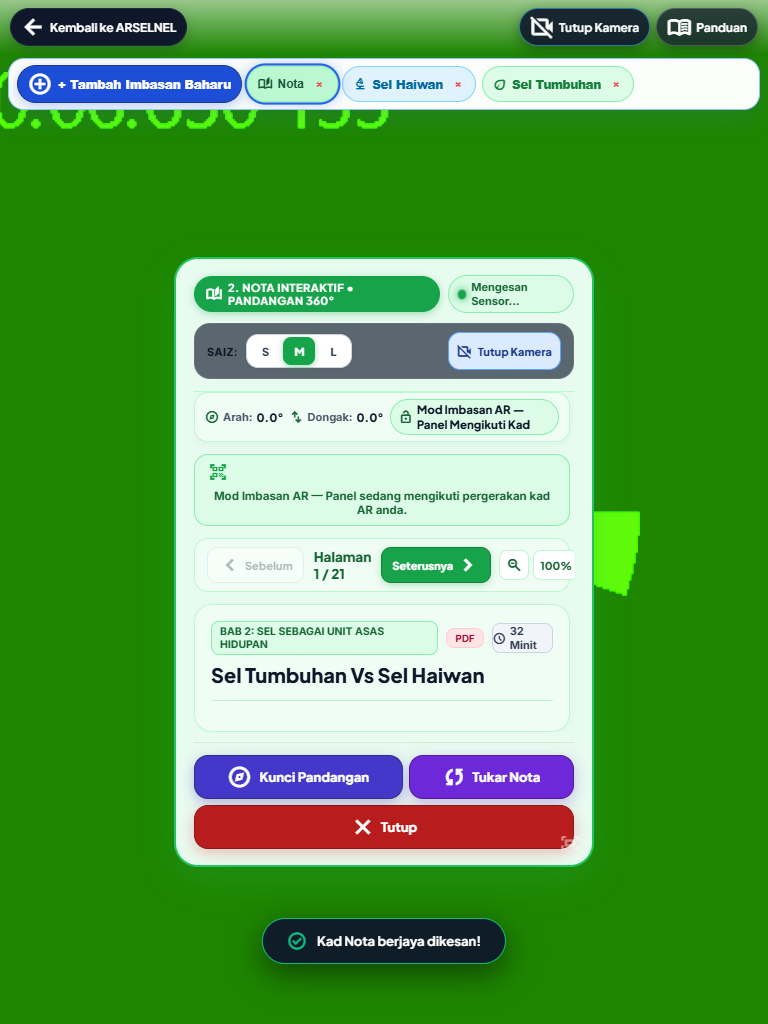 Kembali ke ARSELNEL
Tutup Kamera
Panduan
+ Tambah Imbasan Baharu
Nota ×
Sel Haiwan ×
Sel Tumbuhan ×
2. NOTA INTERAKTIF •
PANDANGAN 360°
Mengesan
Sensor...
SAIZ: S M L
Tutup Kamera
Arah: 0.0° Dongak: 0.0°
Mod Imbasan AR —
Panel Mengikuti Kad
Mod Imbasan AR — Panel sedang mengikuti pergerakan kad
AR anda.
Sebelum
Halaman
1 / 21
Seterusnya
100%
BAB 2: SEL SEBAGAI UNIT ASAS
HIDUPAN
PDF
32
Minit
Sel Tumbuhan Vs Sel Haiwan
Kunci Pandangan
Tukar Nota
Tutup
Kad Nota berjaya dikesan!